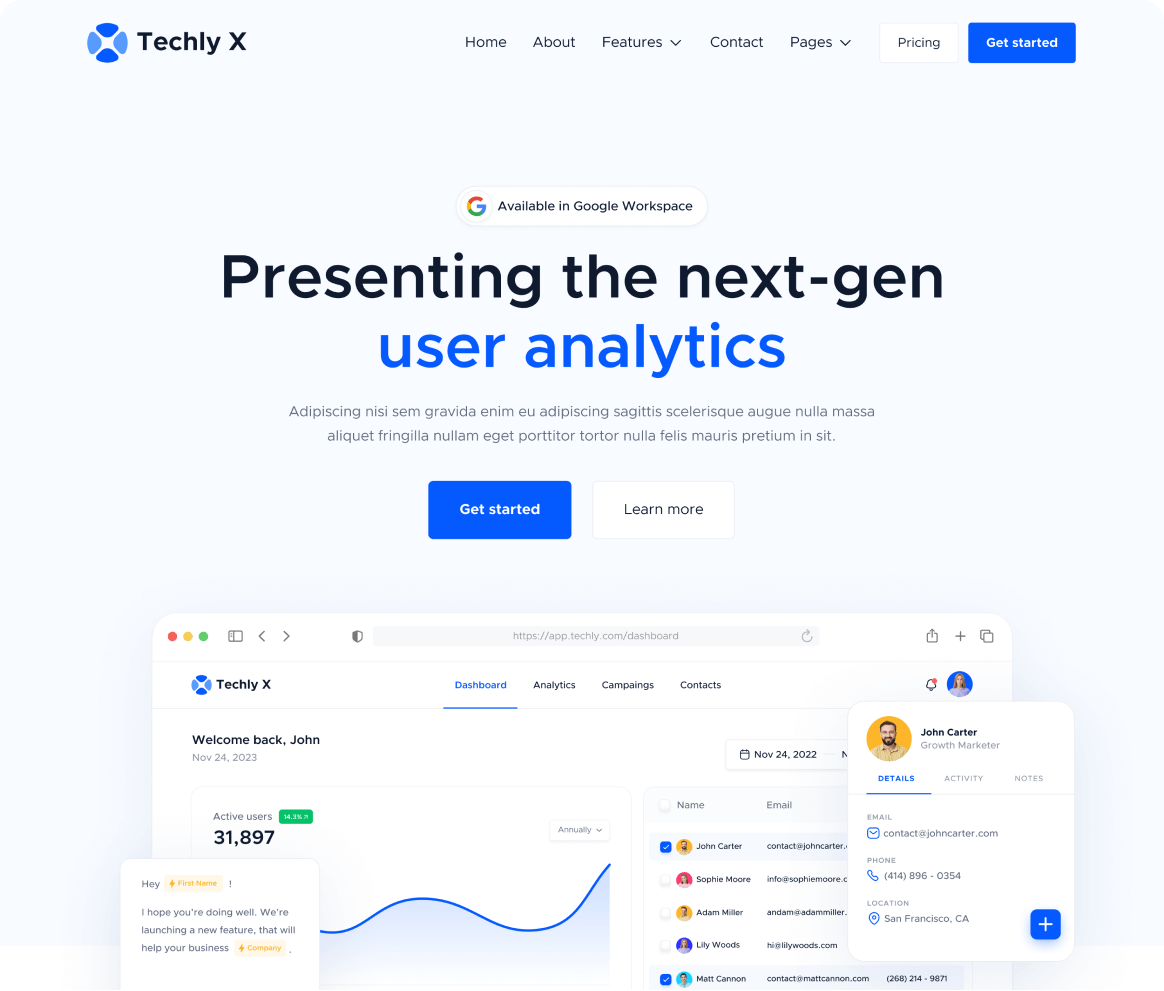 Techly X
Home About Features Contact Pages Pricing Get started
Available in Google Workspace
Presenting the next-gen
user analytics
Adipiscing nisi sem gravida enim eu adipiscing sagittis scelerisque augue nulla massa
aliquet fringilla nullam eget porttitor tortor nulla felis mauris pretium in sit.
Get started Learn more
https://app.techly.com/dashboard
Techly X
Dashboard Analytics Campaings Contacts
Welcome back, John
Nov 24, 2023
Nov 24, 2022 — N
Active users 14.3%
31,897
Annually
Name Email
John Carter contact@johncarter.
Sophie Moore info@sophiemoore.c
Adam Miller andam@adammiller.
Lily Woods hi@lilywoods.com
Matt Cannon contact@mattcannon.com (268) 214 - 9871
Hey First Name !
I hope you're doing well. We're
launching a new feature, that will
help your business Company .
John Carter
Growth Marketer
DETAILS ACTIVITY NOTES
EMAIL
contact@johncarter.com
PHONE
(414) 896 - 0354
LOCATION
San Francisco, CA